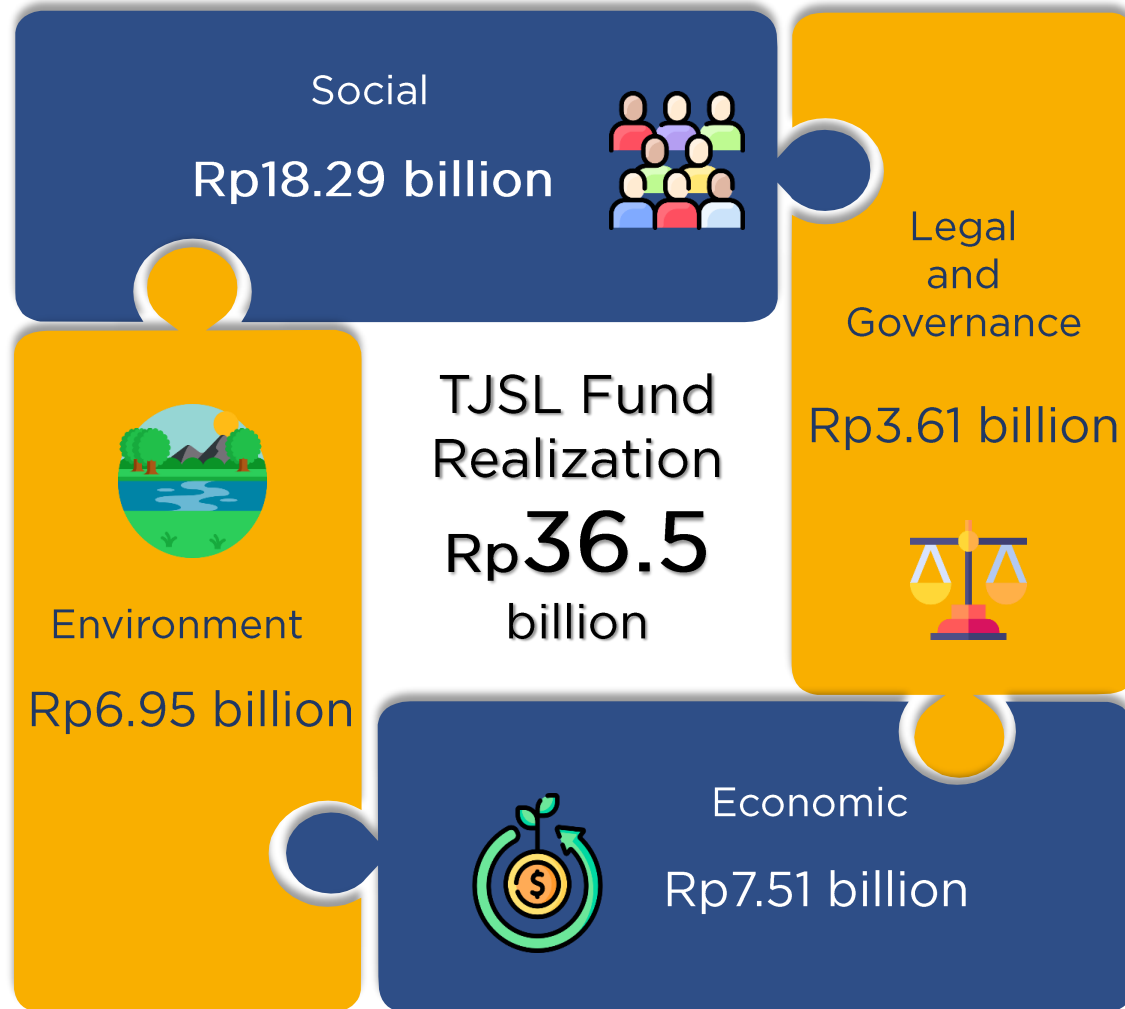 Social
Rp18.29 billion
Legal
and
Governance
Rp3.61 billion
TJSL Fund
Realization
Rp36.5
billion
Environment
Rp6.95 billion
Economic
Rp7.51 billion